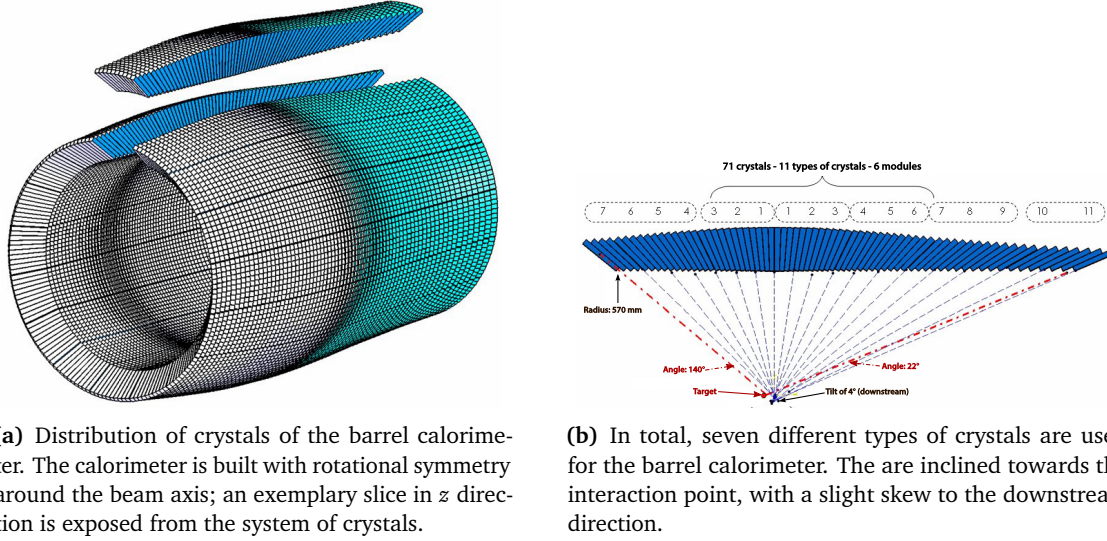 71 crystals - 11 types of crystals - 6 modules
7 6 5 4 3 2 1 1 2 3 4 5 6 7 8 9 10 11
Radius: 570 mm
Angle: 140°
Angle: 22°
Target
Tilt of 4° (downstream)
(a) Distribution of crystals of the barrel calorime-
ter. The calorimeter is built with rotational symmetry
around the beam axis; an exemplary slice in z direc-
tion is exposed from the system of crystals.
(b) In total, seven different types of crystals are use
for the barrel calorimeter. The are inclined towards th
interaction point, with a slight skew to the downstrea
direction.